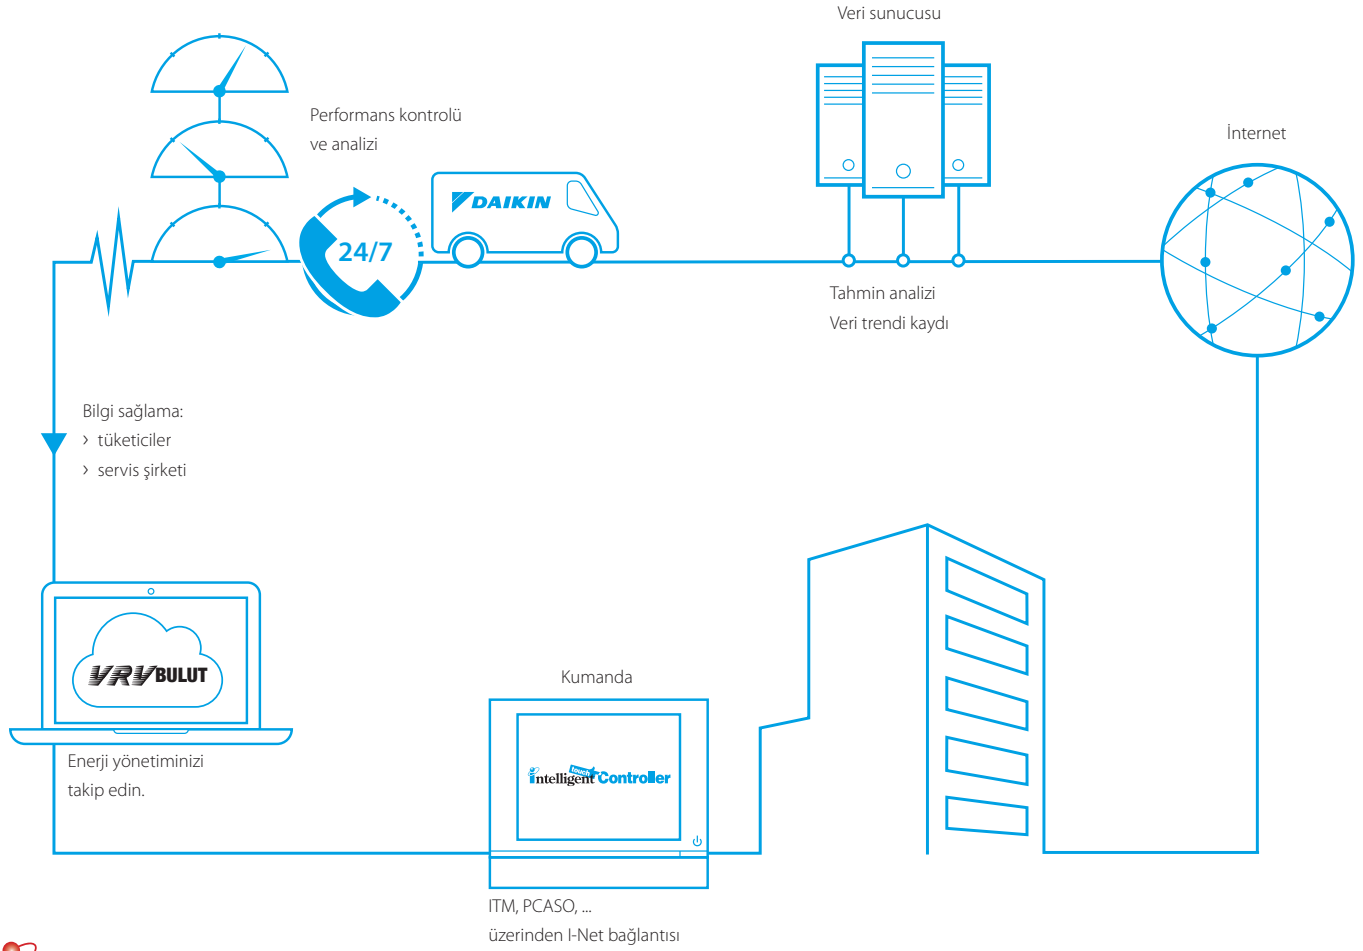 Veri sunucusu
Performans kontrolü
ve analizi
İnternet
DAIKIN
24/7
Tahmin analizi
Veri trendi kaydı
Bilgi sağlama:
› tüketiciler
› servis şirketi
VRV BULUT
Kumanda
Enerji yönetiminizi
takip edin.
touch
intelligent Controller
ITM, PCASO, ...
üzerinden I-Net bağlantısı